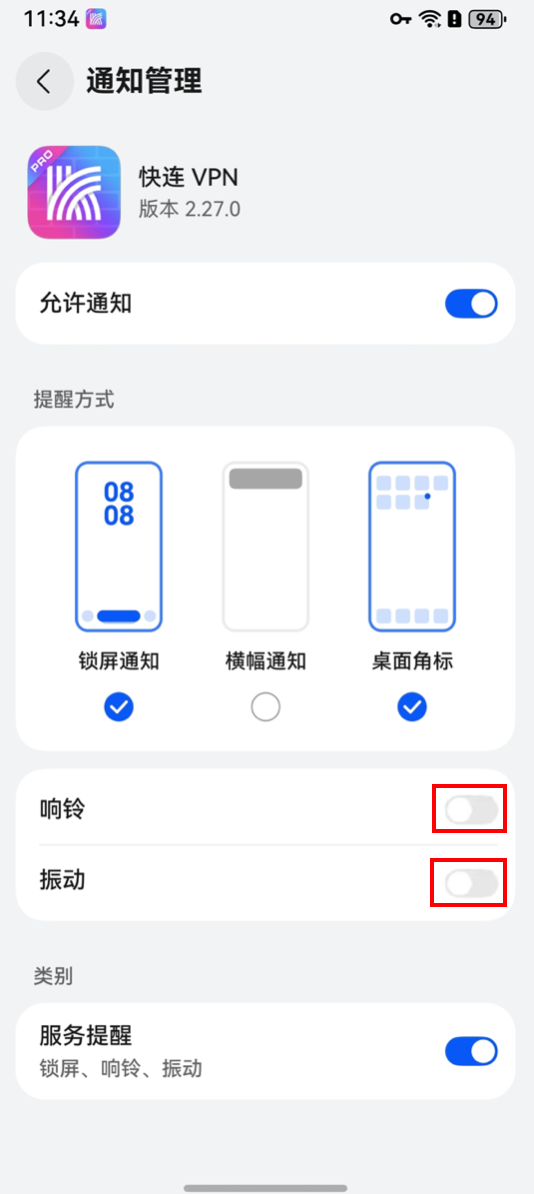 11:34
94
通知管理
PRO
快连 VPN
版本 2.27.0
允许通知
提醒方式
08
08
锁屏通知
横幅通知
桌面角标
响铃
振动
类别
服务提醒
锁屏、响铃、振动